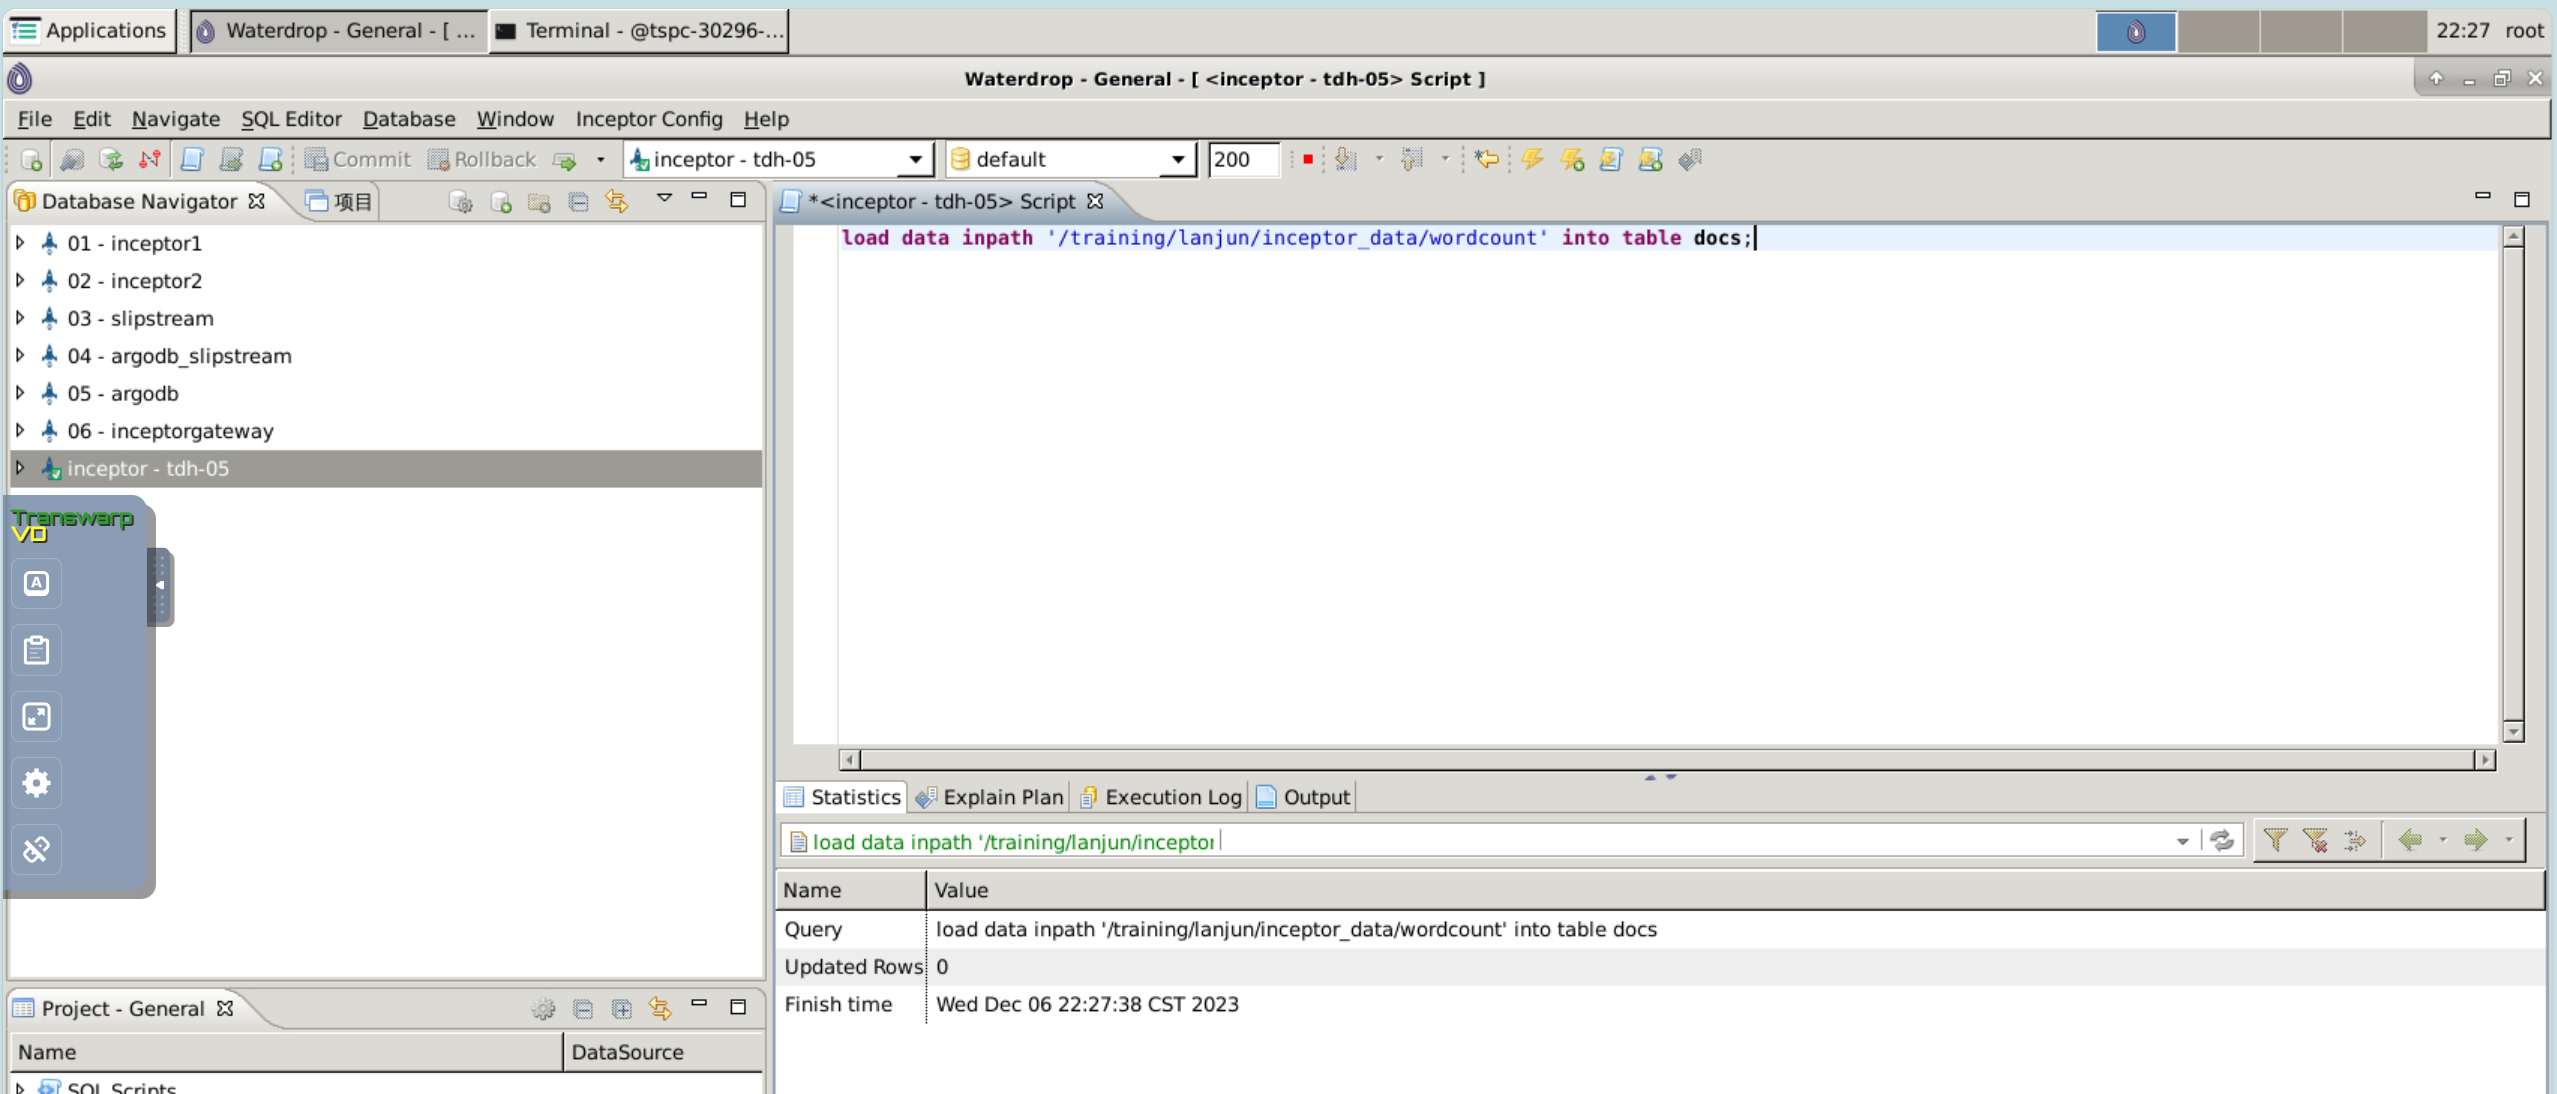 Applications Waterdrop - General - [ ... Terminal - @tspc-30296-... 22:27 root
Waterdrop - General - [ <inceptor - tdh-05> Script ]
File Edit Navigate SQL Editor Database Window Inceptor Config Help
Commit Rollback inceptor - tdh-05 default 200
Database Navigator 项目
*<inceptor - tdh-05> Script
load data inpath '/training/lanjun/inceptor_data/wordcount' into table docs;
01 - inceptor1
02 - inceptor2
03 - slipstream
04 - argodb_slipstream
05 - argodb
06 - inceptorgateway
inceptor - tdh-05
Transwarp
VD
A
Statistics Explain Plan Execution Log Output
load data inpath '/training/lanjun/inceptor
Name Value
Query load data inpath '/training/lanjun/inceptor_data/wordcount' into table docs
Updated Rows 0
Finish time Wed Dec 06 22:27:38 CST 2023
Project - General
Name DataSource
SQL Scripts